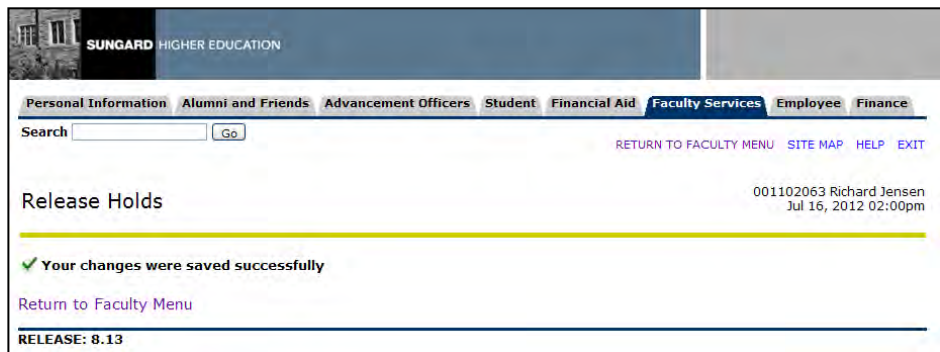 SUNGARD HIGHER EDUCATION
Personal Information Alumni and Friends Advancement Officers Student Financial Aid Faculty Services Employee Finance
Search Go
RETURN TO FACULTY MENU SITE MAP HELP EXIT
Release Holds
001102063 Richard Jensen
Jul 16, 2012 02:00pm
Your changes were saved successfully
Return to Faculty Menu
RELEASE: 8.13